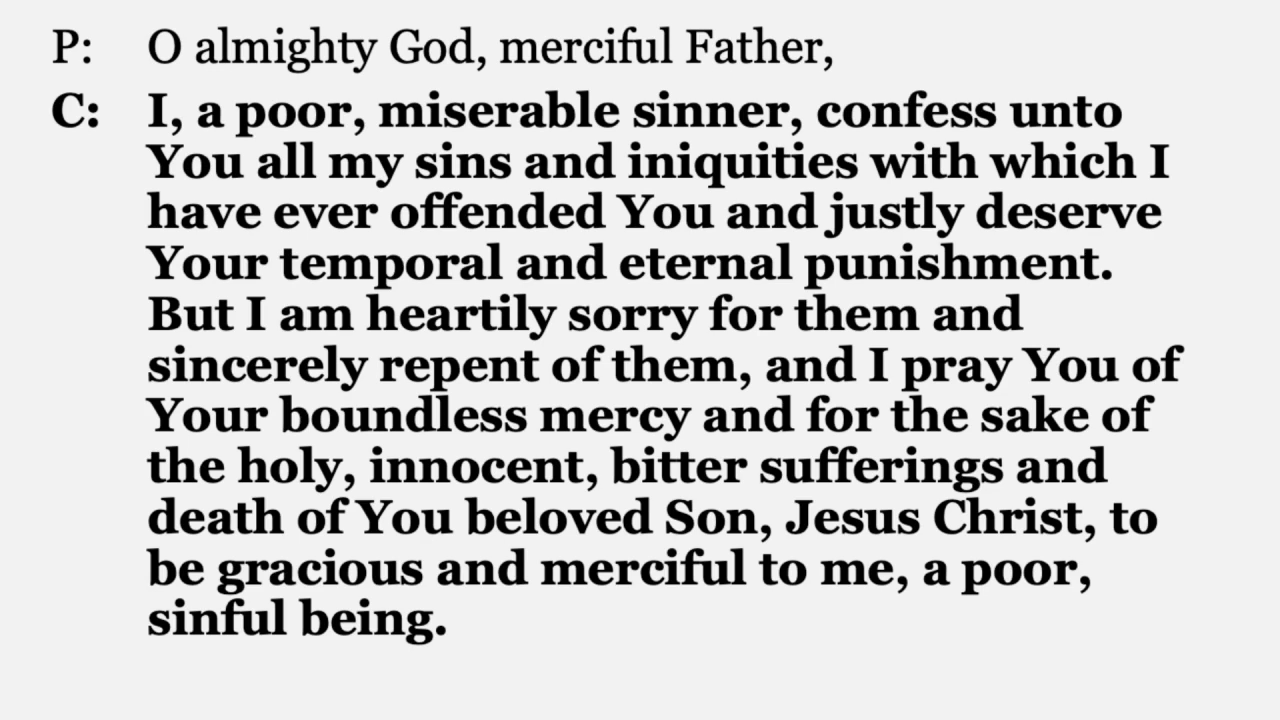 P: O almighty God, merciful Father,
C: I, a poor, miserable sinner, confess unto
You all my sins and iniquities with which I
have ever offended You and justly deserve
Your temporal and eternal punishment.
But I am heartily sorry for them and
sincerely repent of them, and I pray You of
Your boundless mercy and for the sake of
the holy, innocent, bitter sufferings and
death of You beloved Son, Jesus Christ, to
be gracious and merciful to me, a poor,
sinful being.